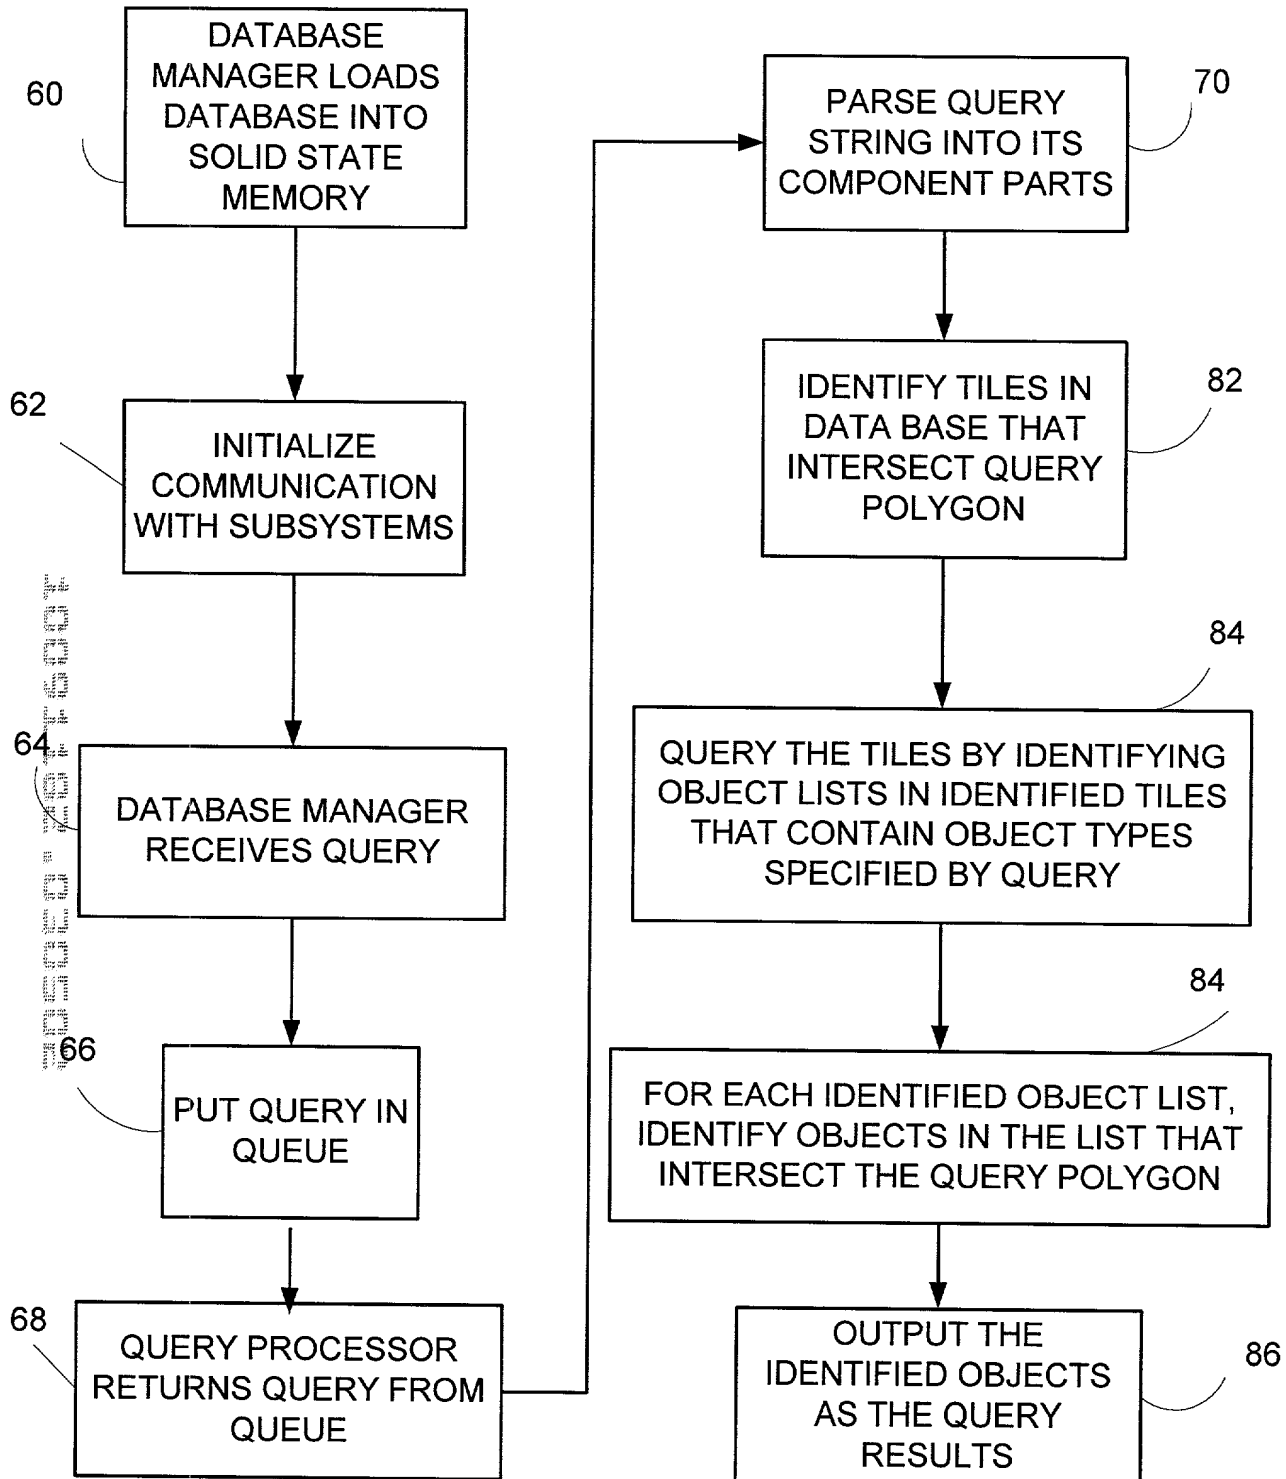 60
DATABASE
MANAGER LOADS
DATABASE INTO
SOLID STATE
MEMORY
62
INITIALIZE
COMMUNICATION
WITH SUBSYSTEMS
64
DATABASE MANAGER
RECEIVES QUERY
66
PUT QUERY IN
QUEUE
68
QUERY PROCESSOR
RETURNS QUERY FROM
QUEUE
70
PARSE QUERY
STRING INTO ITS
COMPONENT PARTS
82
IDENTIFY TILES IN
DATA BASE THAT
INTERSECT QUERY
POLYGON
84
QUERY THE TILES BY IDENTIFYING
OBJECT LISTS IN IDENTIFIED TILES
THAT CONTAIN OBJECT TYPES
SPECIFIED BY QUERY
84
FOR EACH IDENTIFIED OBJECT LIST,
IDENTIFY OBJECTS IN THE LIST THAT
INTERSECT THE QUERY POLYGON
86
OUTPUT THE
IDENTIFIED OBJECTS
AS THE QUERY
RESULTS